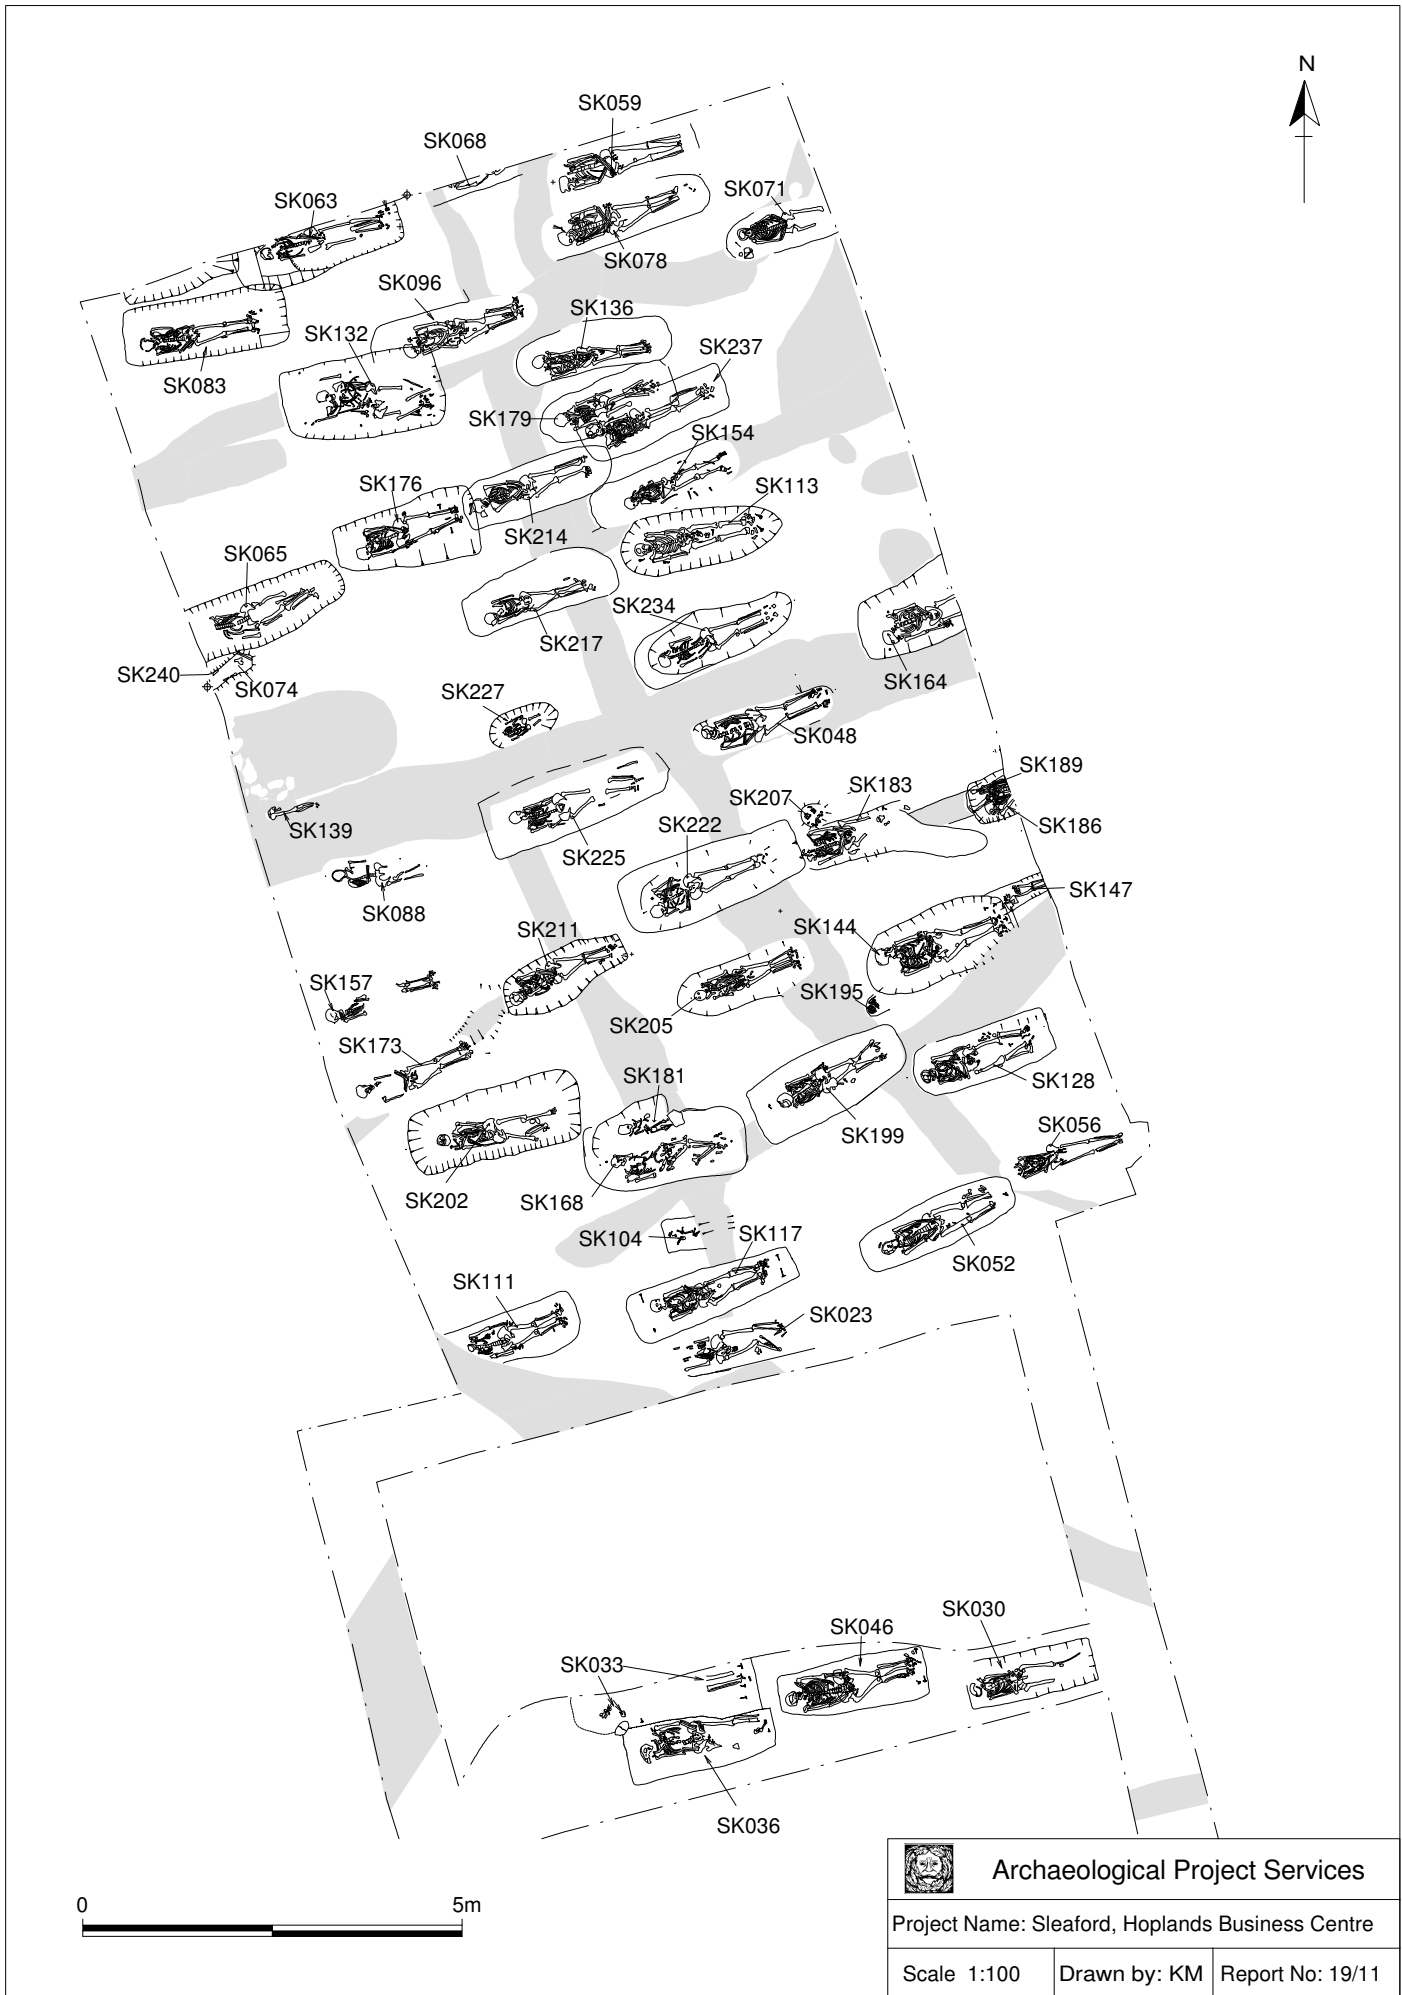 N
SK059
SK068
SK071
SK063
SK078
SK096
SK136
SK132
SK237
SK083
SK179
SK154
SK176
SK113
SK214
SK065
SK234
SK217
SK240
SK074
SK164
SK227
SK048
SK189
SK207
SK183
SK139
SK222
SK186
SK225
SK147
SK088
SK211
SK144
SK157
SK195
SK205
SK173
SK181
SK128
SK056
SK199
SK202
SK168
SK104
SK117
SK052
SK111
SK023
SK030
SK046
SK033
SK036
0 5m
Archaeological Project Services
Project Name: Sleaford, Hoplands Business Centre
Scale 1:100 Drawn by: KM Report No: 19/11